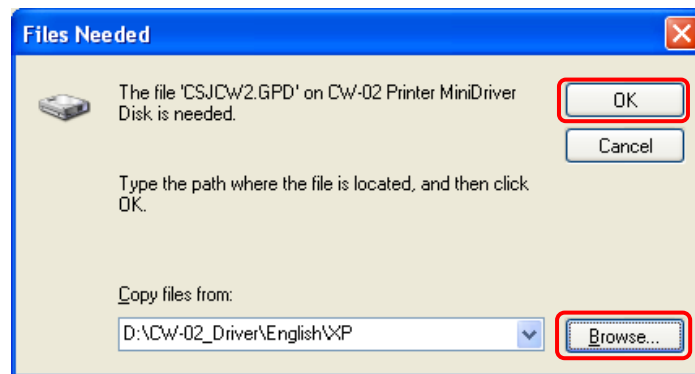 Files Needed
The file 'CSJCW2.GPD' on CW-02 Printer MiniDriver
Disk is needed.
OK
Cancel
Type the path where the file is located, and then click
OK.
Copy files from:
D:\CW-02_Driver\English\XP
Browse...